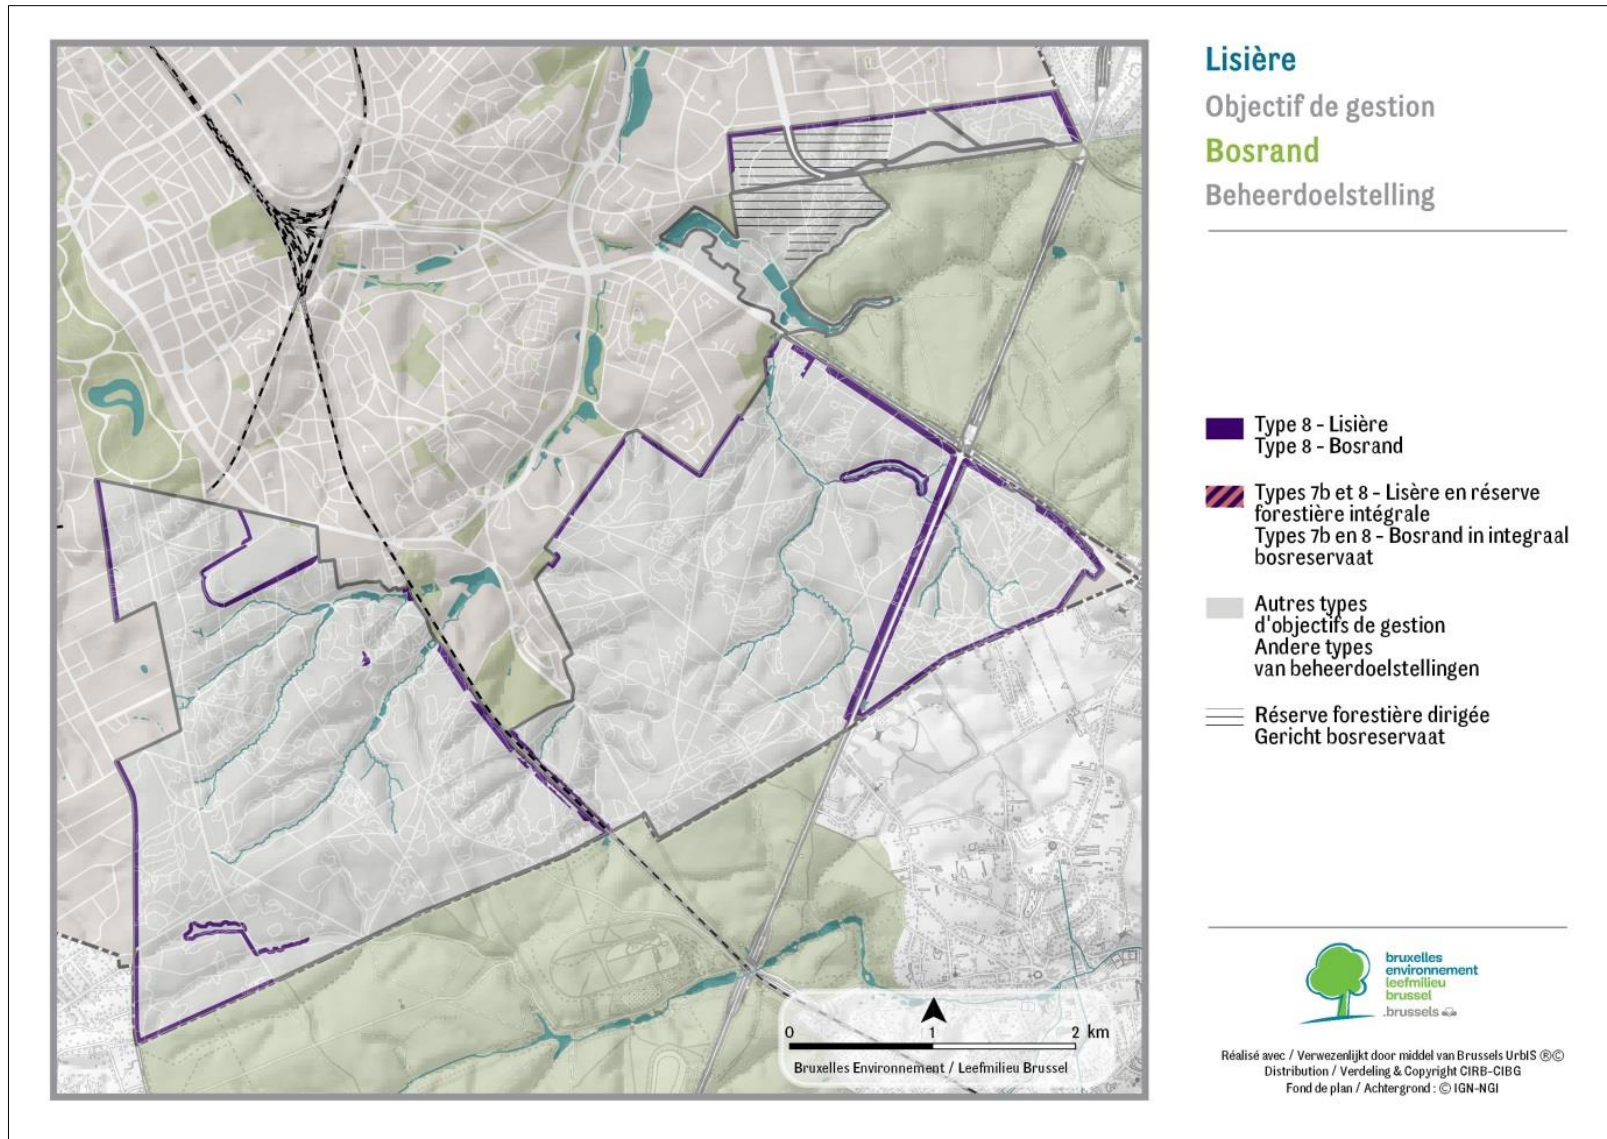 Lisière
Objectif de gestion
Bosrand
Beheerdoelstelling
Type 8 - Lisière
Type 8 - Bosrand
Types 7b et 8 - Lisère en réserve
forestière intégrale
Types 7b en 8 - Bosrand in integraal
bosreservaat
Autres types
d'objectifs de gestion
Andere types
van beheerdoelstellingen
Réserve forestière dirigée
Gericht bosreservaat
0 1 2 km
Bruxelles Environnement / Leefmilieu Brussel
bruxelles
environnement
leefmilieu
brussel
.brussels
Réalisé avec / Verwezenlijkt door middel van Brussels UrbIS ®©
Distribution / Verdeling & Copyright CIRB-CIBG
Fond de plan / Achtergrond : © IGN-NGI